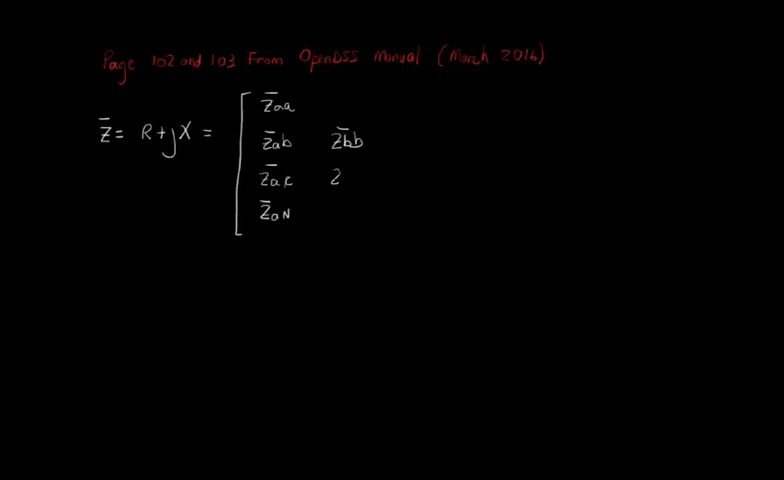 Page 102 and 103 From OpenDSS Manual (March 2016)
Z̅ = R + jX =
Z̅aa
Z̅ab Z̅bb
Z̅ac Z
Z̅aN